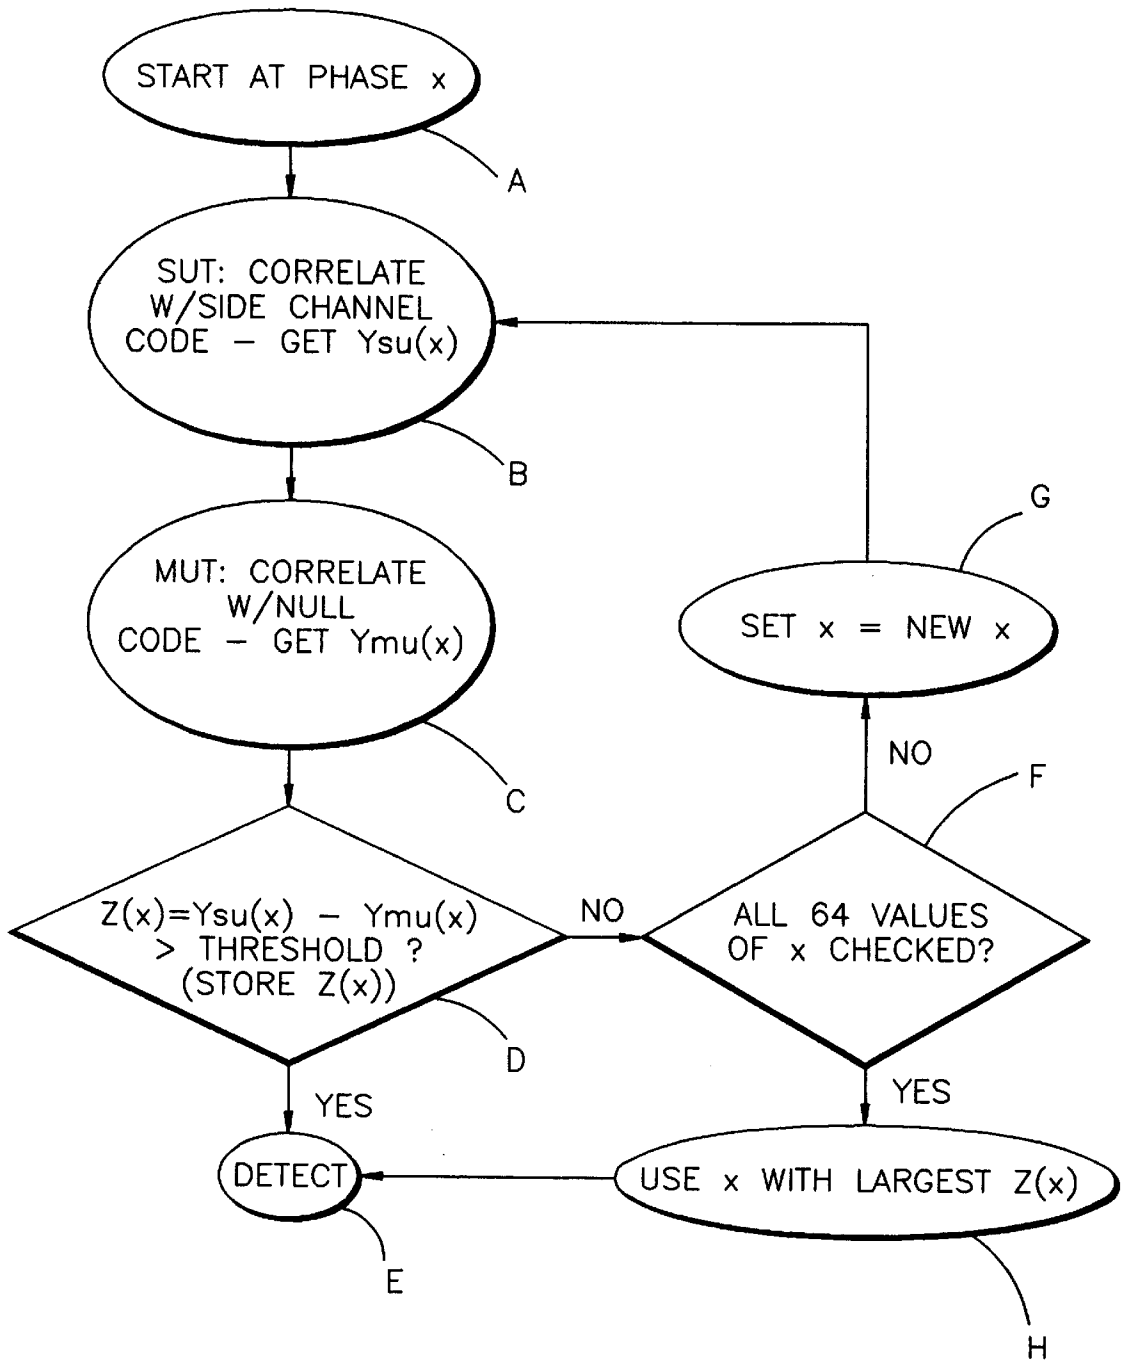 START AT PHASE x
A
SUT: CORRELATE
W/SIDE CHANNEL
CODE - GET Ysu(x)
B
MUT: CORRELATE
W/NULL
CODE - GET Ymu(x)
C
Z(x)=Ysu(x) - Ymu(x)
> THRESHOLD ?
(STORE Z(x))
D
NO
YES
DETECT
E
ALL 64 VALUES
OF x CHECKED?
F
NO
SET x = NEW x
G
YES
USE x WITH LARGEST Z(x)
H